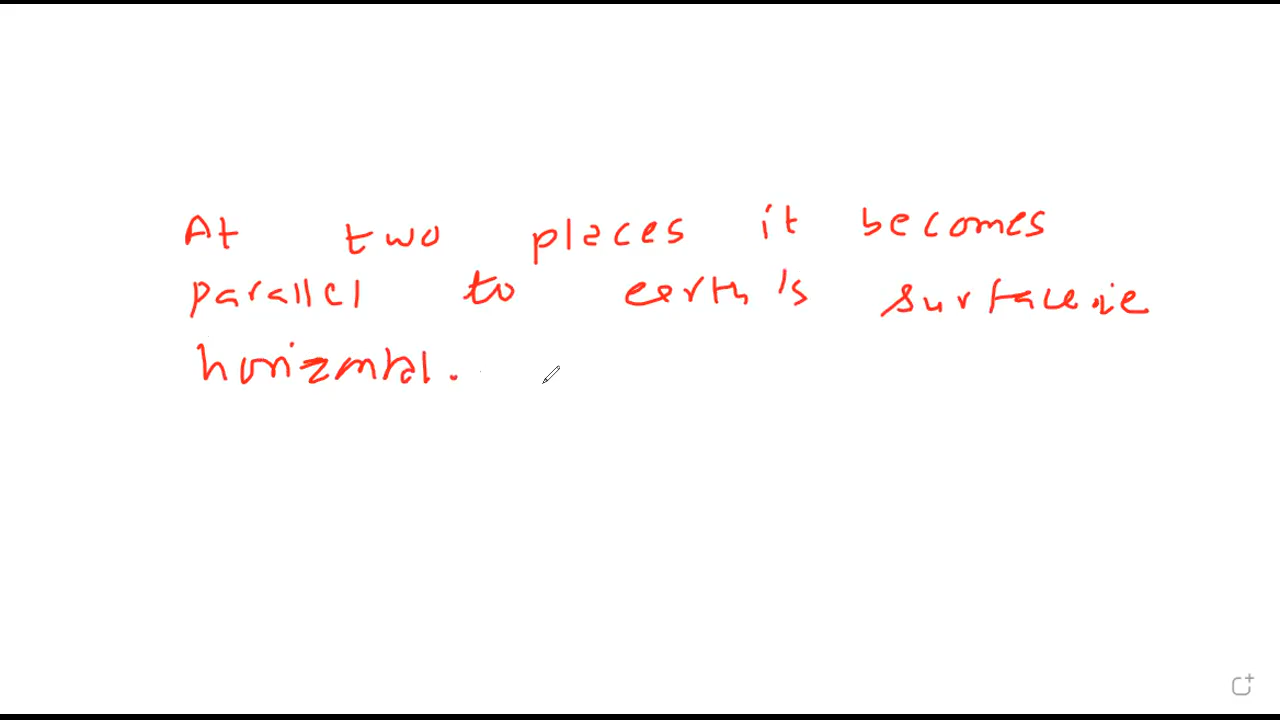 At two places it becomes
parallel to earth's surface.ie
horizontal.